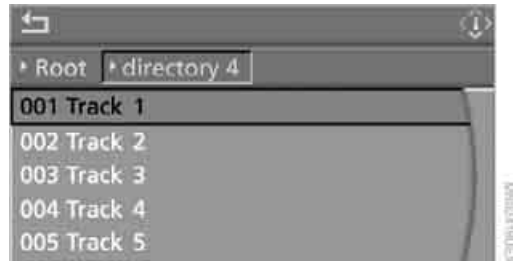 Root directory 4
001 Track 1
002 Track 2
003 Track 3
004 Track 4
005 Track 5